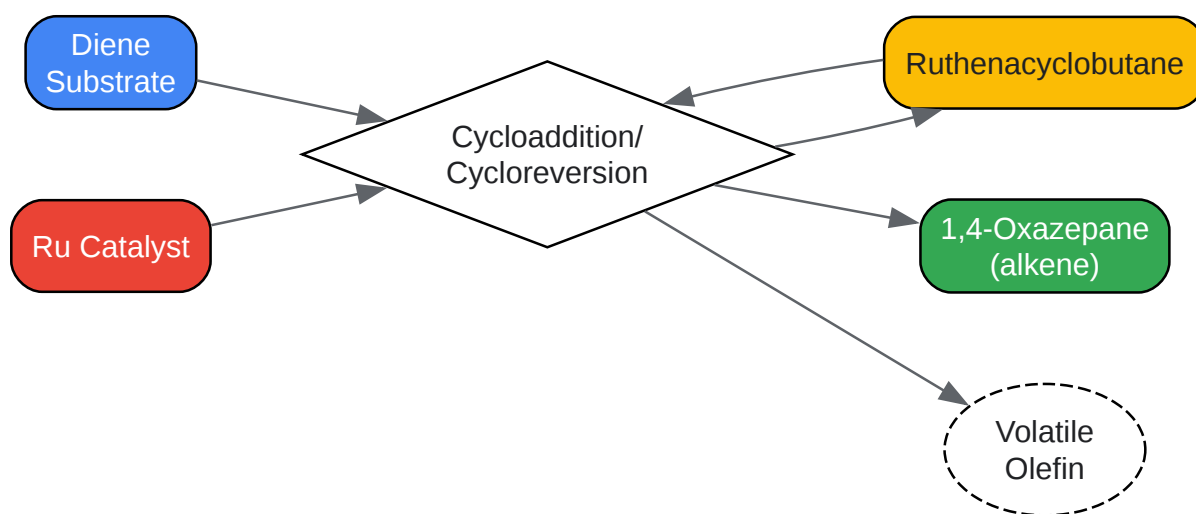 Diene
Substrate
Ru Catalyst
Cycloaddition/
Cycloreversion
Ruthenacyclobutane
1,4-Oxazepane
(alkene)
Volatile
Olefin